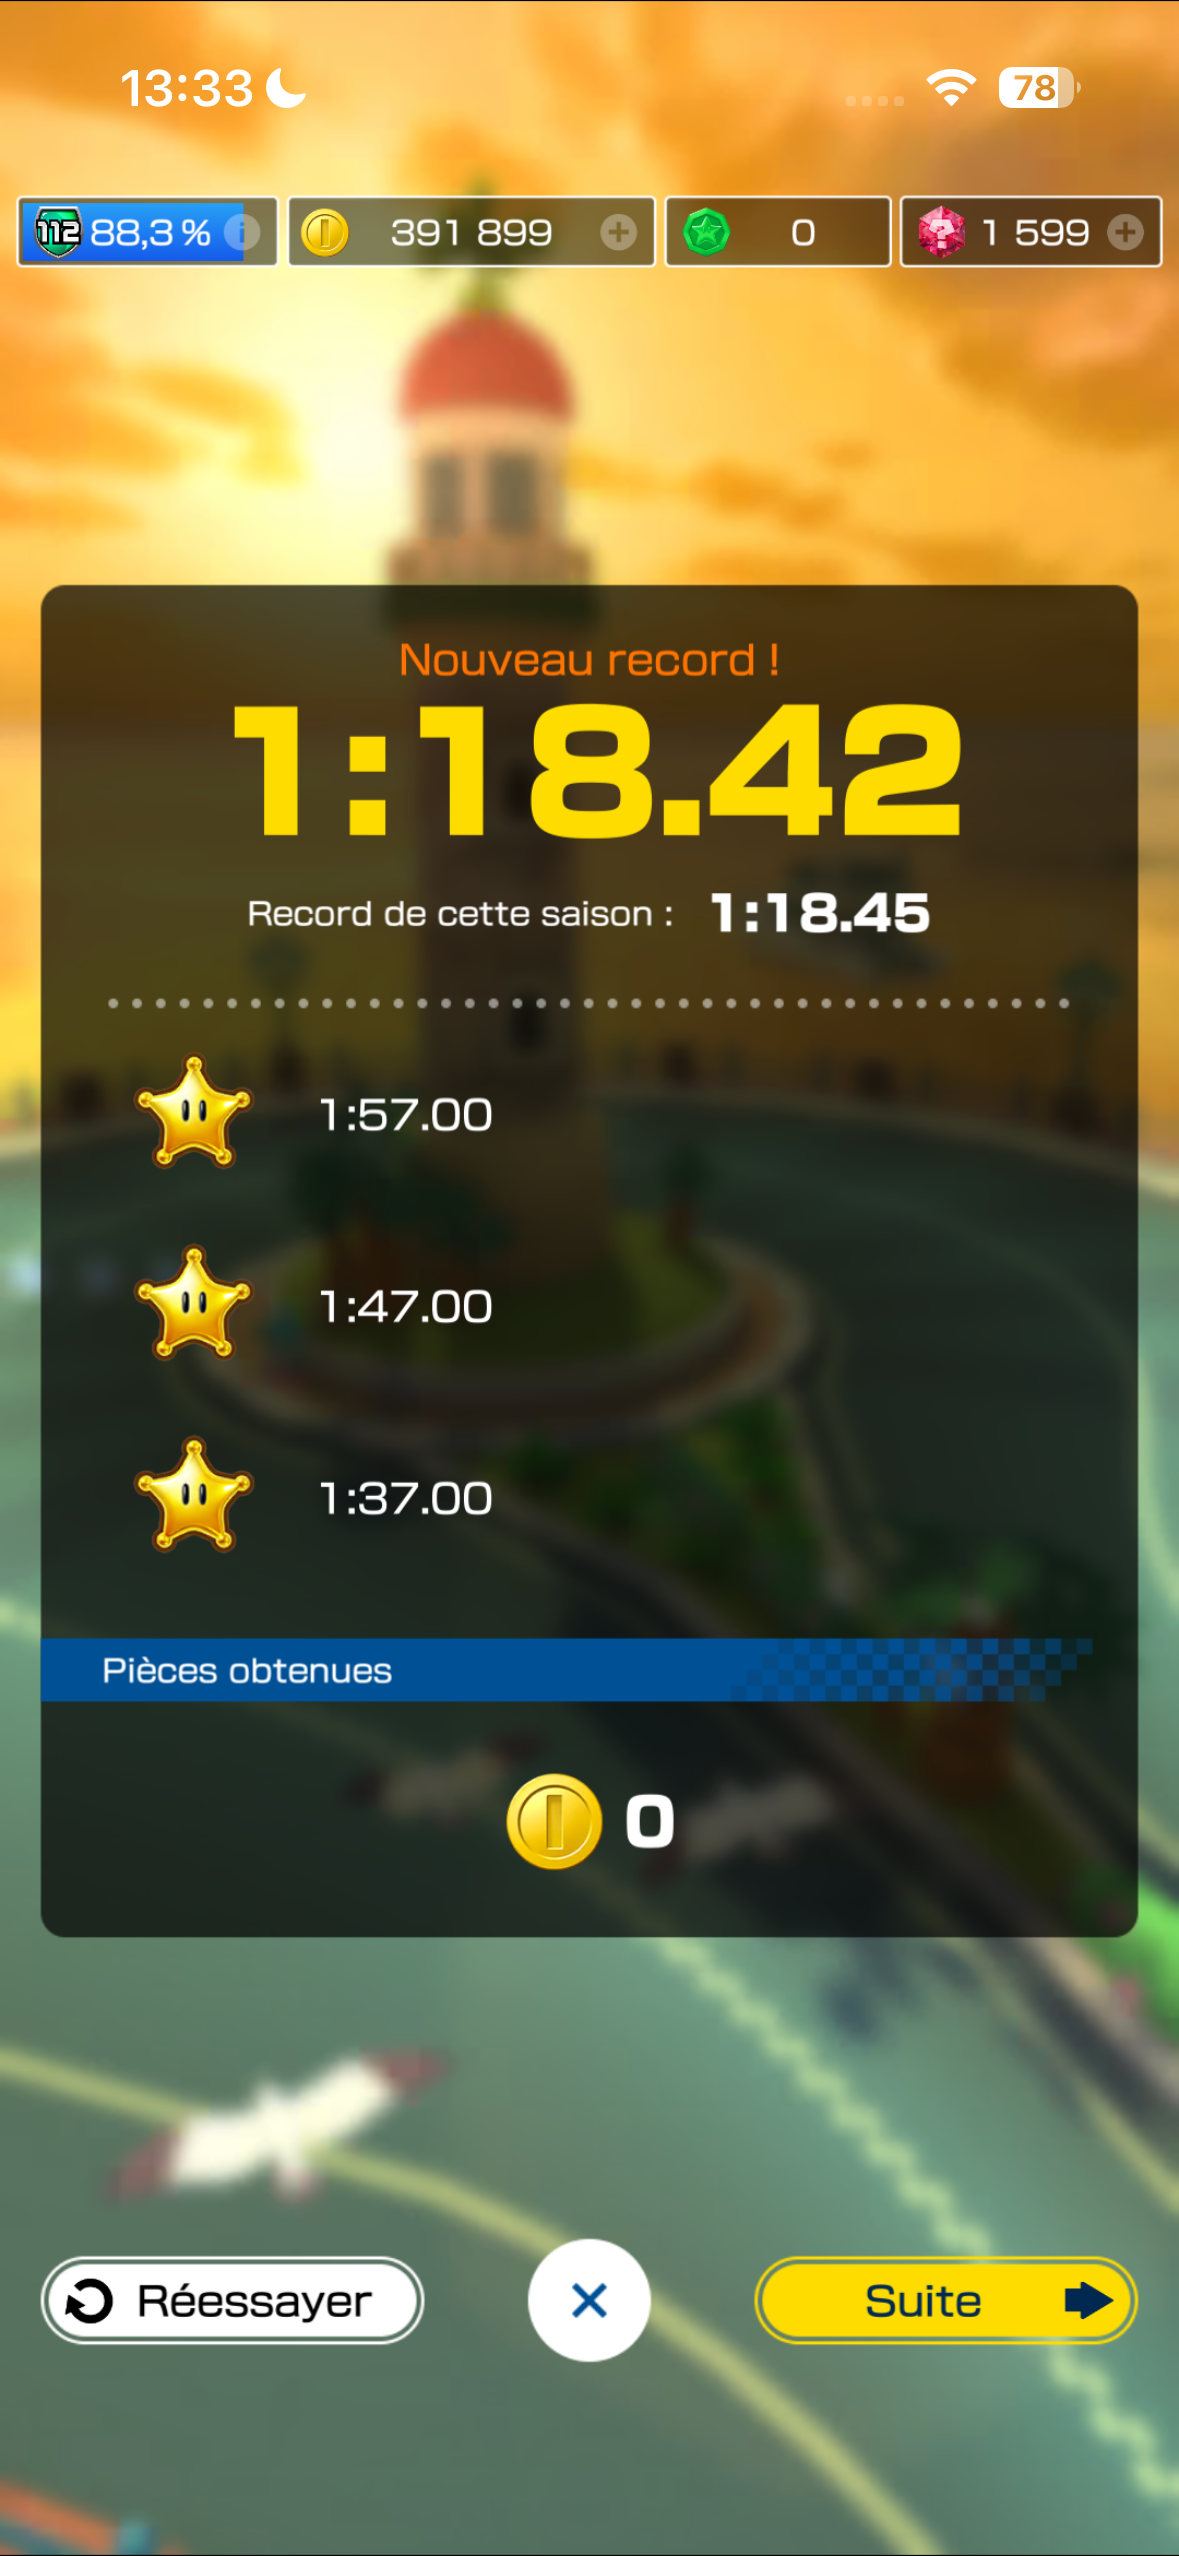 13:33 78
112 88,3 % i 391 899 + 0 ? 1 599 +
Nouveau record !
1:18.42
Record de cette saison : 1:18.45
1:57.00
1:47.00
1:37.00
Pièces obtenues
0
Réessayer × Suite